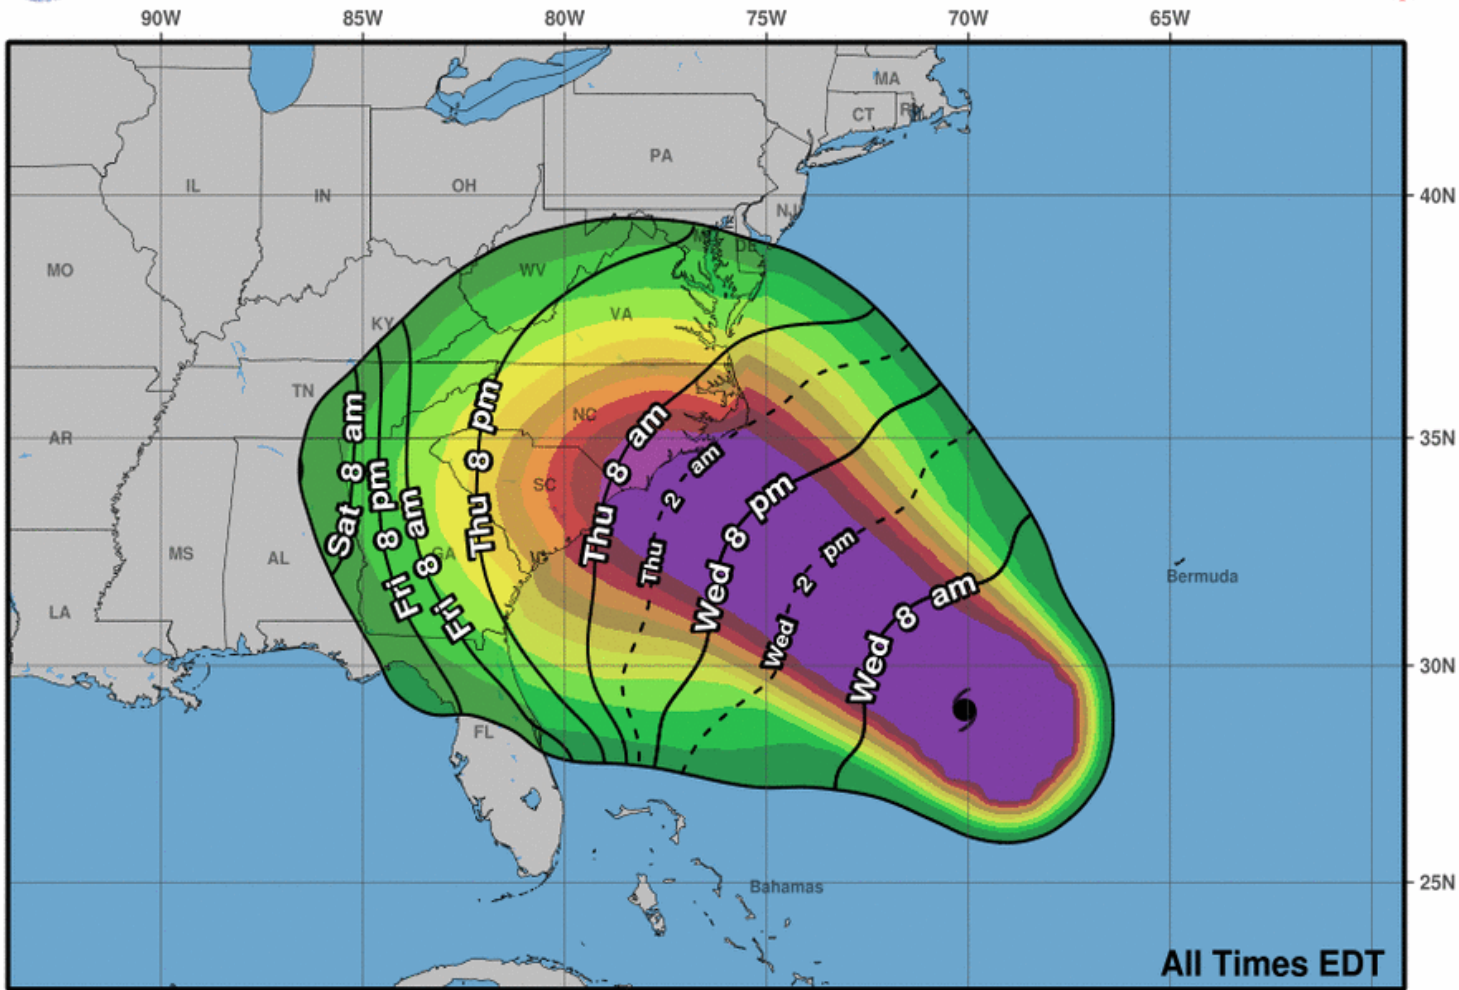 90W 85W 80W 75W 70W 65W
MA
CT RI
PA
40N
IL IN OH
NJ
DE
MO WV
KY VA
TN
NC
AR
35N
SC
MS AL GA
Bermuda
LA
30N
FL
25N
Bahamas
Sat 8 am
Fri 8 pm
Fri 8 am
Thu 8 pm
Thu 8 am
Thu 2 am
Wed 8 pm
Wed 2 pm
Wed 8 am
All Times EDT